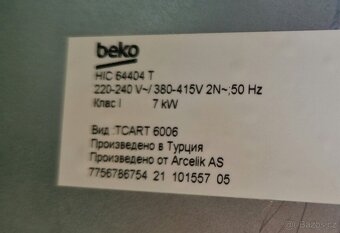 beko
HIC 64404 T
220-240 V~/ 380-415V 2N~;50 Hz
Клас I 7 kW
Вид :TCART 6006
Произведено в Турция
Произведено от Arcelik AS
7756786754 21 101557 05